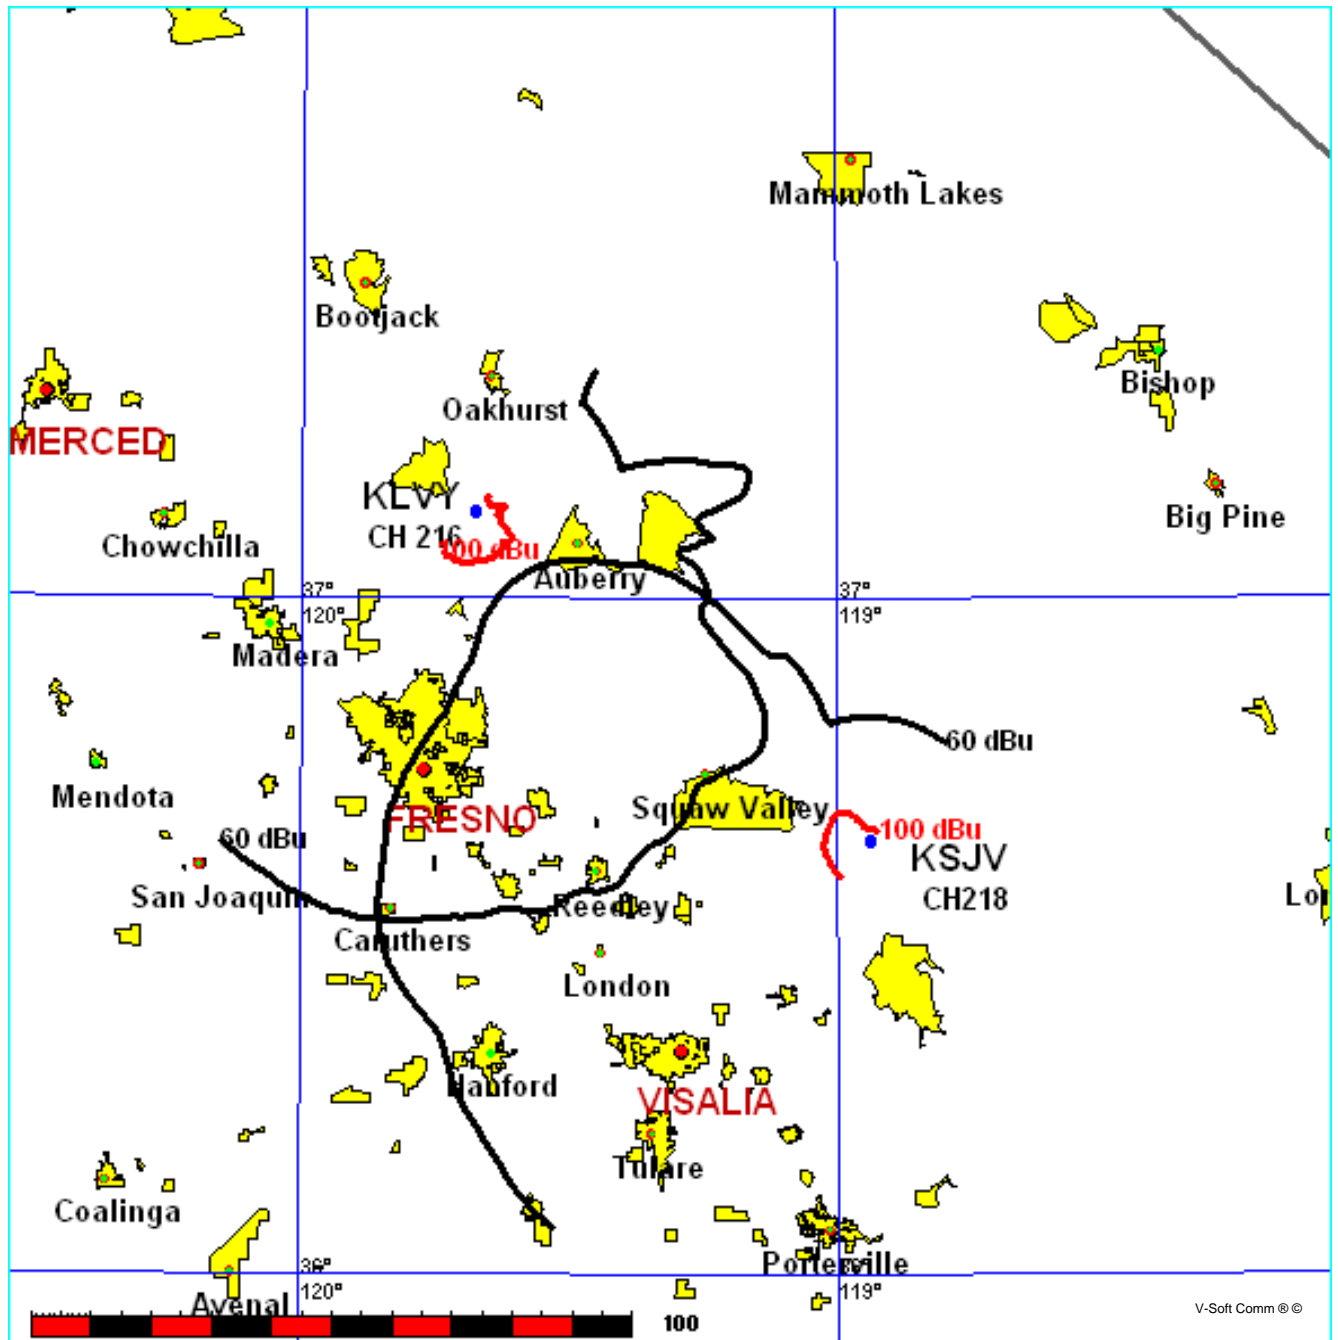 Mammoth Lakes
Bootjack
Bishop
Oakhurst
MERCED
KLVY
Big Pine
CH 216
100 dBu
Chowchilla
Auberry
37°
120°
37°
119°
Madera
60 dBu
Mendota
Squaw Valley
FRESNO
60 dBu
100 dBu
KSJV
San Joaquin
CH218
Reedley
Caruthers
London
Hanford
VISALIA
Tulare
Coalinga
Porterville
36°
120°
119°
Avenal
100
V-Soft Comm ® ©